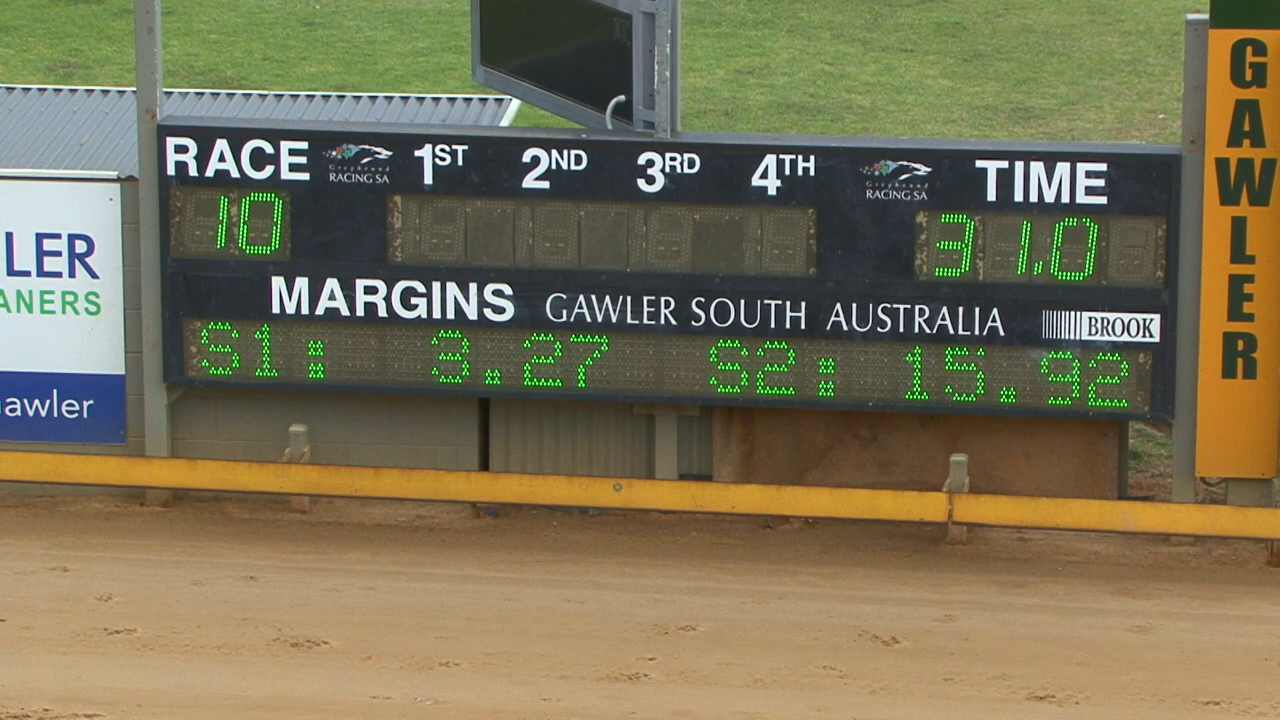 RACE
Greyhound RACING SA
1ST 2ND 3RD 4TH
Greyhound RACING SA
TIME
10
31.0
MARGINS GAWLER SOUTH AUSTRALIA BROOK
S1: 3.27 S2: 15.92
LER
ANERS
awler
GAWLER